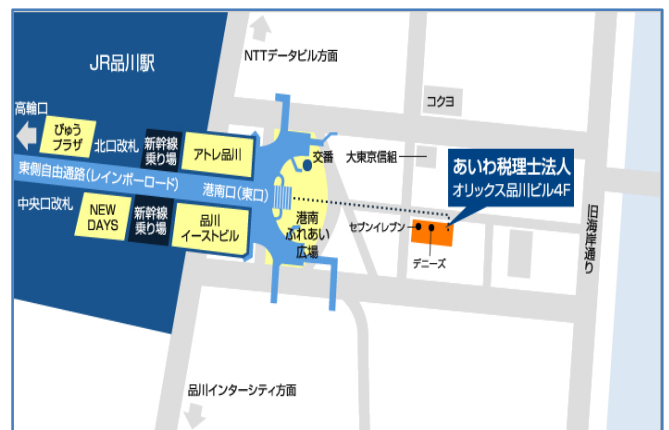 JR品川駅
NTTデータビル方面
高輪口
びゅう
プラザ
北口改札
新幹線
乗り場
アトレ品川
コクヨ
交番
大東京信組
あいわ税理士法人
オリックス品川ビル4F
東側自由通路(レインボーロード)
港南口(東口)
中央口改札
NEW
DAYS
新幹線
乗り場
品川
イーストビル
港南
ふれあい
広場
セブンイレブン
デニーズ
旧海岸通り
品川インターシティ方面